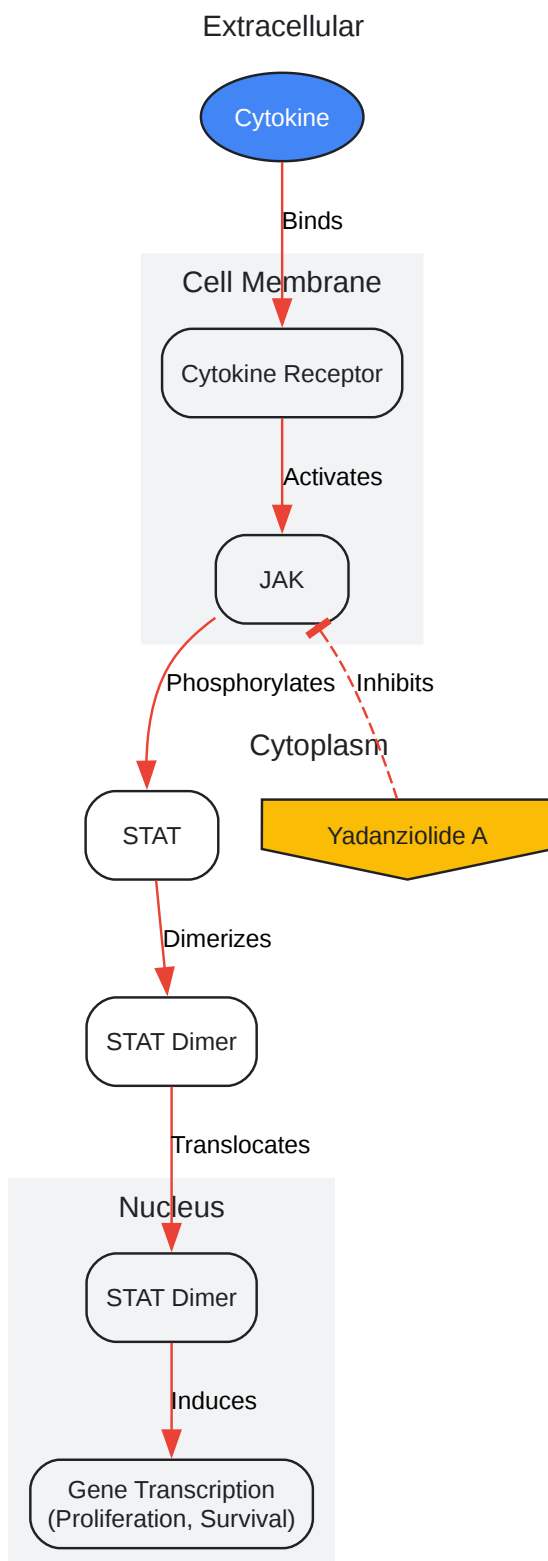 Extracellular
Cytokine
Binds
Cell Membrane
Cytokine Receptor
Activates
JAK
Phosphorylates
Inhibits
Cytoplasm
STAT
Yadanziolide A
Dimerizes
STAT Dimer
Translocates
Nucleus
STAT Dimer
Induces
Gene Transcription
(Proliferation, Survival)